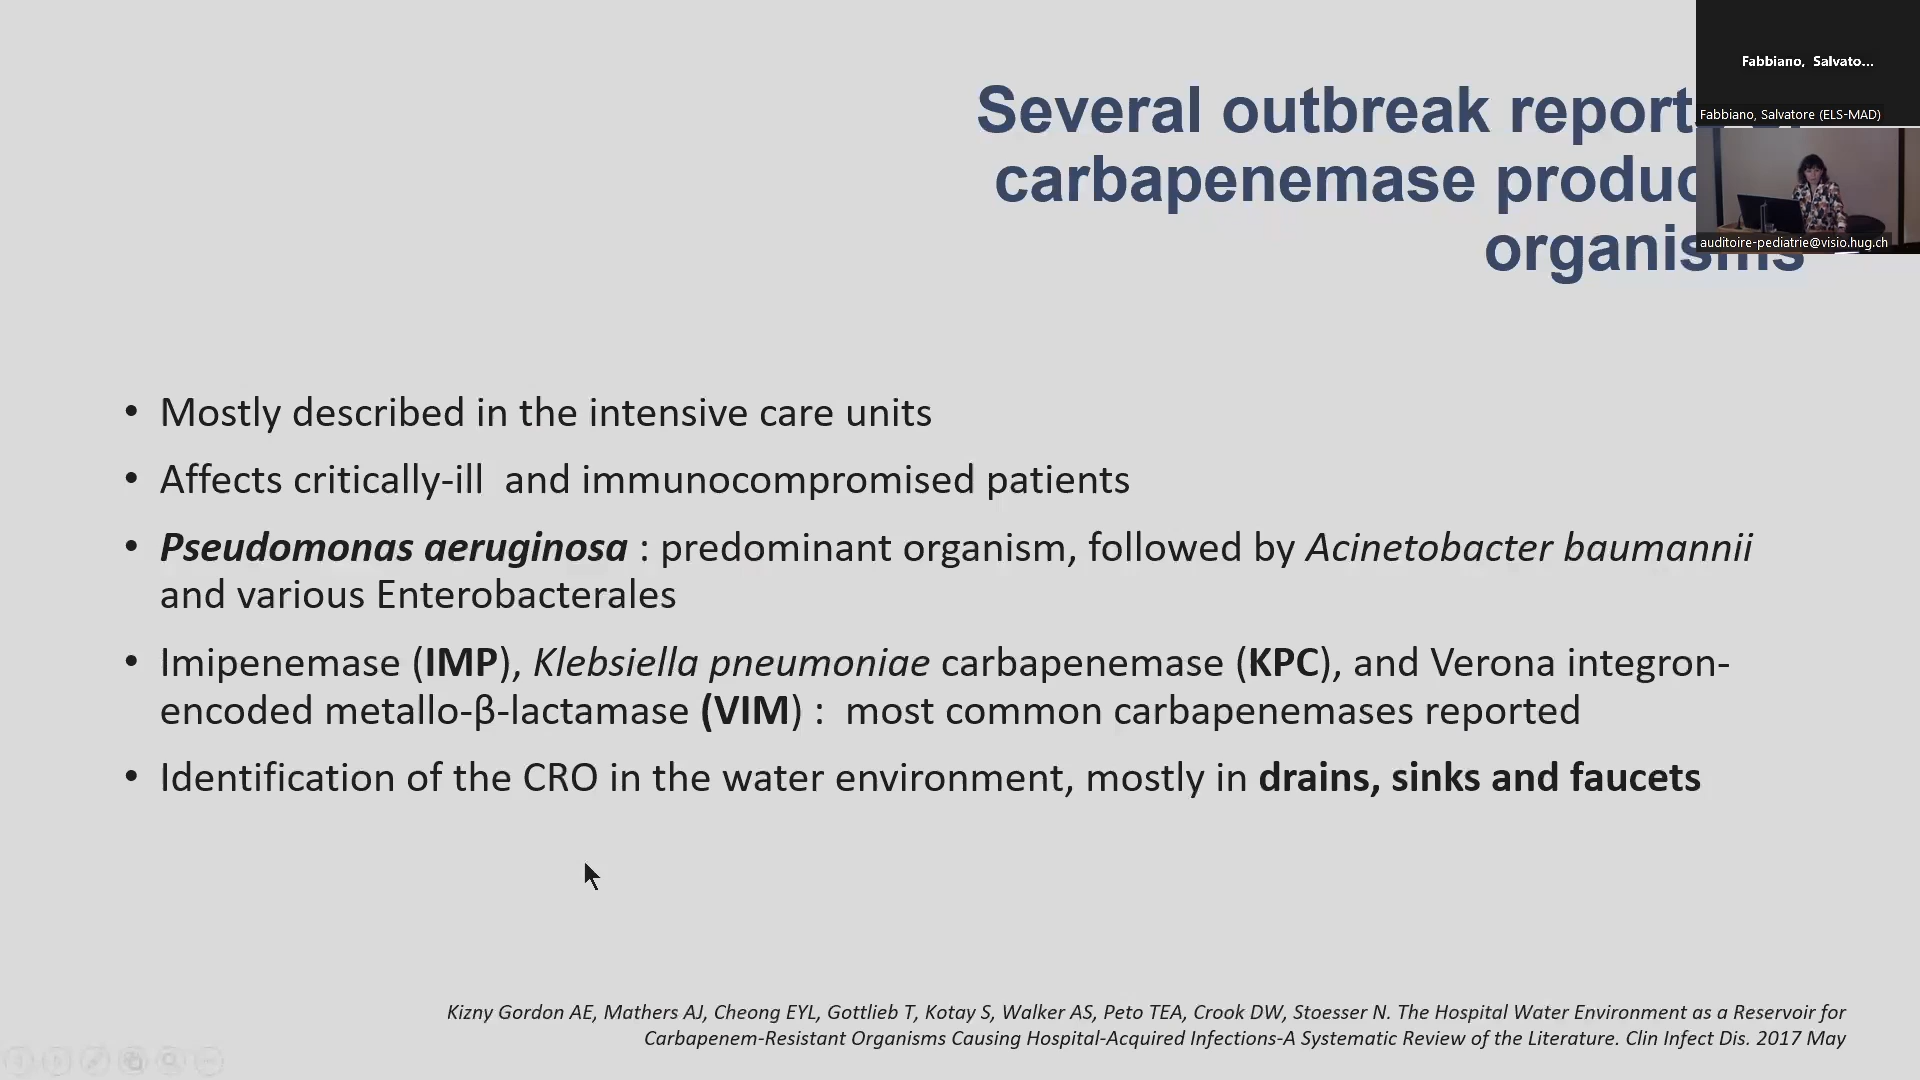 Fabbiano, Salvato...
Fabbiano, Salvatore (ELS-MAD)
auditoire-pediatrie@visio.hug.ch
Several outbreak report
carbapenemase produc
organisms
• Mostly described in the intensive care units
• Affects critically-ill  and immunocompromised patients
• Pseudomonas aeruginosa : predominant organism, followed by Acinetobacter baumannii
and various Enterobacterales
• Imipenemase (IMP), Klebsiella pneumoniae carbapenemase (KPC), and Verona integron-
encoded metallo-β-lactamase (VIM) :  most common carbapenemases reported
• Identification of the CRO in the water environment, mostly in drains, sinks and faucets
Kizny Gordon AE, Mathers AJ, Cheong EYL, Gottlieb T, Kotay S, Walker AS, Peto TEA, Crook DW, Stoesser N. The Hospital Water Environment as a Reservoir for
Carbapenem-Resistant Organisms Causing Hospital-Acquired Infections-A Systematic Review of the Literature. Clin Infect Dis. 2017 May